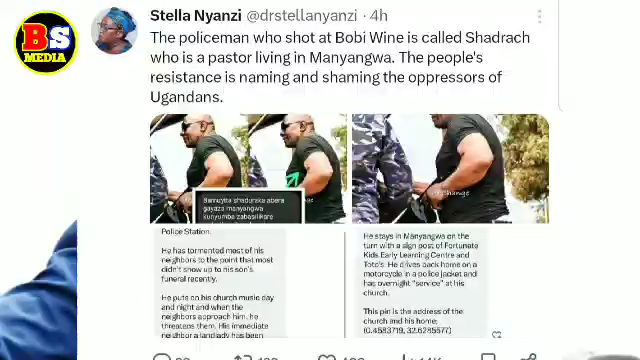 BS
MEDIA
Stella Nyanzi @drstellanyanzi · 4h
The policeman who shot at Bobi Wine is called Shadrach
who is a pastor living in Manyangwa. The people's
resistance is naming and shaming the oppressors of
Ugandans.
gayaza manyangwa
Police Station.
He has tormented most of his
neighbors to the point that most
didn't show up to his son's
funeral recently.
He puts on his church music day
and night and when the
neighbors approach him, he
threatens them. His immediate
neighbor a landlady has been
He stays in Manyangwa on the
turn with a sign post of Fortunate
Kids Early Learning Centre and
Toto's. He drives back home on a
motorcycle in a police jacket and
has overnight "service" at his
church.
This pin is the address of the
church and his home;
(0.4583719, 32.6285577)